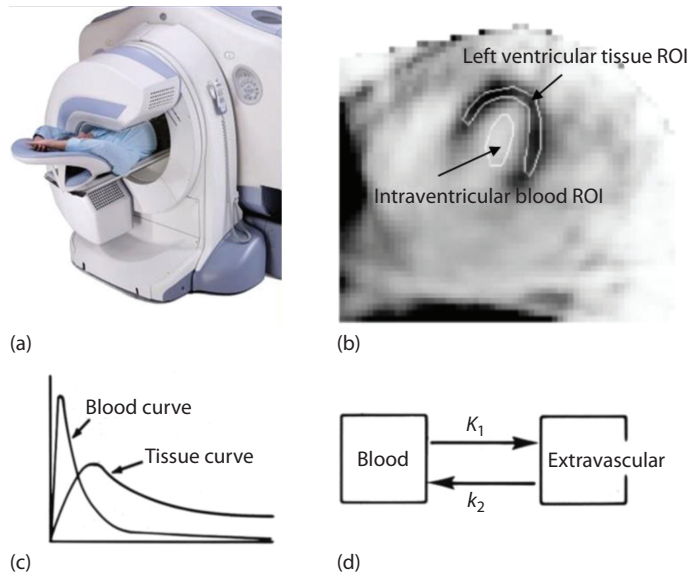 Left ventricular tissue ROI
Intraventricular blood ROI
(a)
(b)
Blood curve
Tissue curve
K1
Blood
Extravascular
k2
(c)
(d)